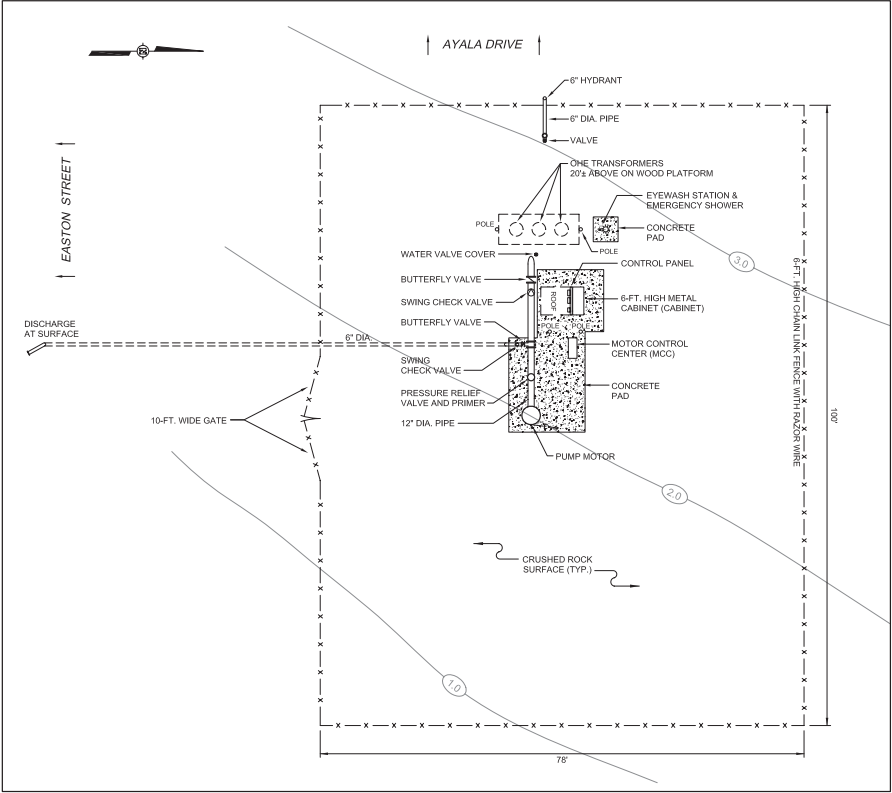 AYALA DRIVE
6" HYDRANT
6" DIA. PIPE
VALVE
OHE TRANSFORMERS
20'± ABOVE ON WOOD PLATFORM
EASTON STREET
EYEWASH STATION &
EMERGENCY SHOWER
POLE
CONCRETE
PAD
POLE
WATER VALVE COVER
CONTROL PANEL
3.0
BUTTERFLY VALVE
ROOF
6-FT. HIGH METAL
CABINET (CABINET)
SWING CHECK VALVE
6-FT. HIGH CHAIN LINK FENCE WITH RAZOR WIRE
DISCHARGE
AT SURFACE
BUTTERFLY VALVE
POLE
POLE
6" DIA.
MOTOR CONTROL
CENTER (MCC)
SWING
CHECK VALVE
PRESSURE RELIEF
VALVE AND PRIMER
CONCRETE
PAD
100'
10-FT. WIDE GATE
12" DIA. PIPE
PUMP MOTOR
2.0
CRUSHED ROCK
SURFACE (TYP.)
1.0
78'